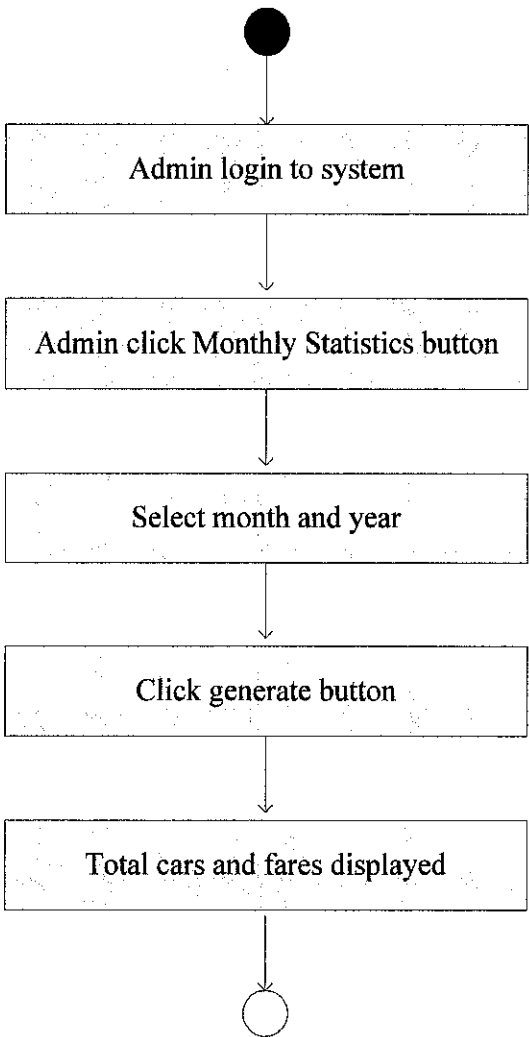 Admin login to system
Admin click Monthly Statistics button
Select month and year
Click generate button
Total cars and fares displayed